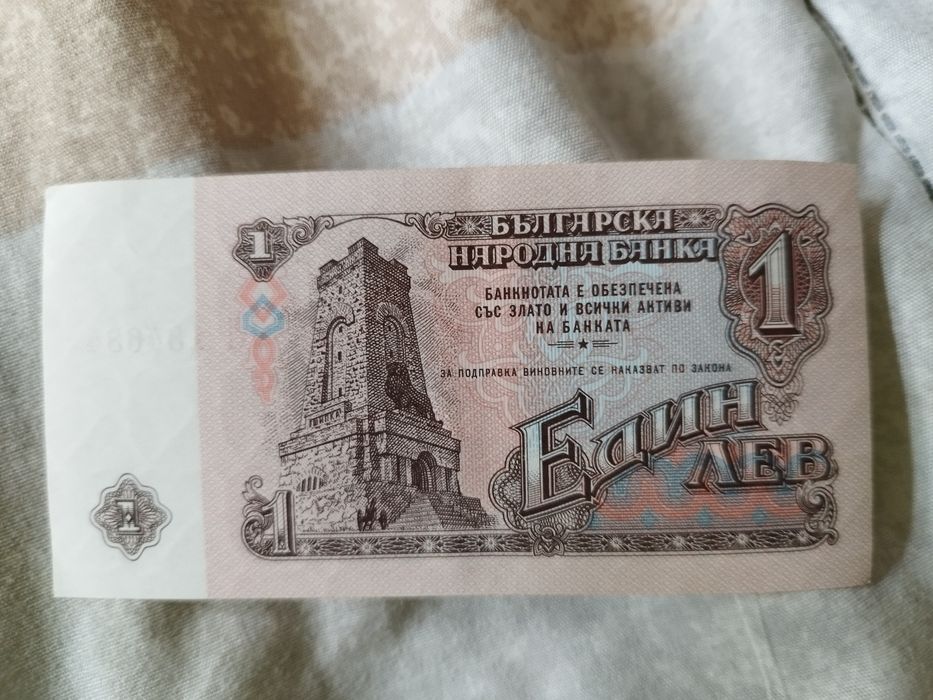 1
БЪЛГАРСКА
НАРОДНА БАНКА
1
БАНКНОТАТА Е ОБЕЗПЕЧЕНА
СЪС ЗЛАТО И ВСИЧКИ АКТИВИ
НА БАНКАТА
ЗА ПОДПРАВКА ВИНОВНИТЕ СЕ НАКАЗВАТ ПО ЗАКОНА
ЕДИН
ЛЕВ
1
1